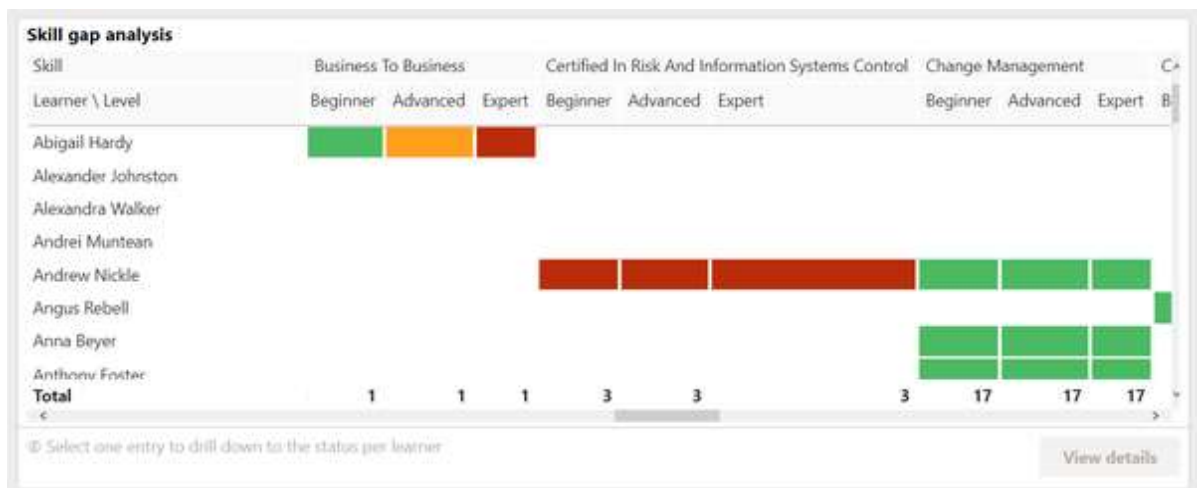 Skill gap analysis
Skill Business To Business Certified In Risk And Information Systems Control Change Management C
Learner \ Level Beginner Advanced Expert Beginner Advanced Expert Beginner Advanced Expert B
Abigail Hardy
Alexander Johnston
Alexandra Walker
Andrei Muntean
Andrew Nickle
Angus Rebell
Anna Beyer
Anthony Foster
Total 1 1 1 3 3 3 17 17 17
Select one entry to drill down to the status per learner
View details